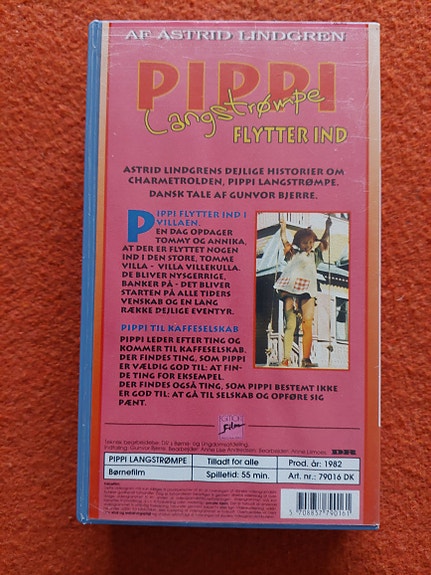 AF ASTRID LINDGREN
PIPPI
Langstrømpe
FLYTTER IND
ASTRID LINDGRENS DEJLIGE HISTORIER OM
CHARMETROLDEN, PIPPI LANGSTRØMPE.
DANSK TALE AF GUNVOR BJERRE.
PIPPI FLYTTER IND I
VILLAEN.
EN DAG OPDAGER
TOMMY OG ANNIKA,
AT DER ER FLYTTET NOGEN
IND I DEN STORE, TOMME
VILLA - VILLA VILLEKULLA.
DE BLIVER NYSGERRIGE,
BANKER PÅ - DET BLIVER
STARTEN PÅ ALLE TIDERS
VENSKAB OG EN LANG
RÆKKE DEJLIGE EVENTYR.
PIPPI TIL KAFFESELSKAB
PIPPI LEDER EFTER TING OG
KOMMER TIL KAFFESELSKAB.
DER FINDES TING, SOM PIPPI
ER VÆLDIG GOD TIL: AT FIN-
DE TING FOR EKSEMPEL.
DER FINDES OGSÅ TING, SOM PIPPI BESTEMT IKKE
ER GOD TIL: AT GÅ TIL SELSKAB OG OPFØRE SIG
PÆNT.
Film
DR
PIPPI LANGSTRØMPE
Tilladt for alle
Prod. år: 1982
Børnefilm
Spilletid: 55 min.
Art. nr.: 79016 DK
5 708857 790161